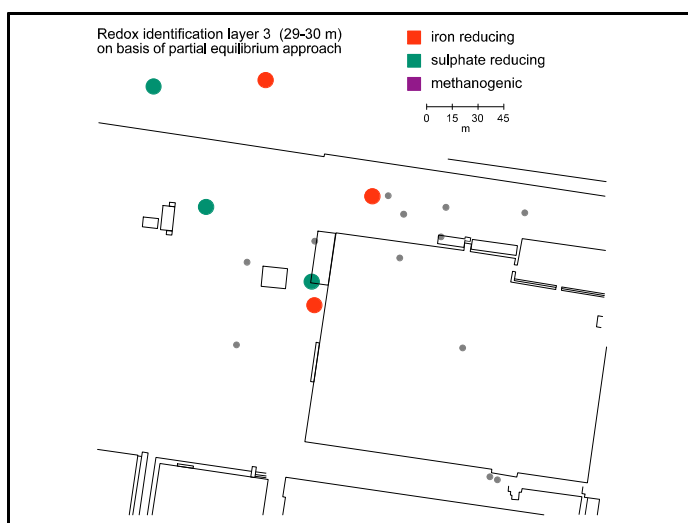 Redox identification layer 3 (29-30 m)
on basis of partial equilibrium approach
iron reducing
sulphate reducing
methanogenic
0 15 30 45
m